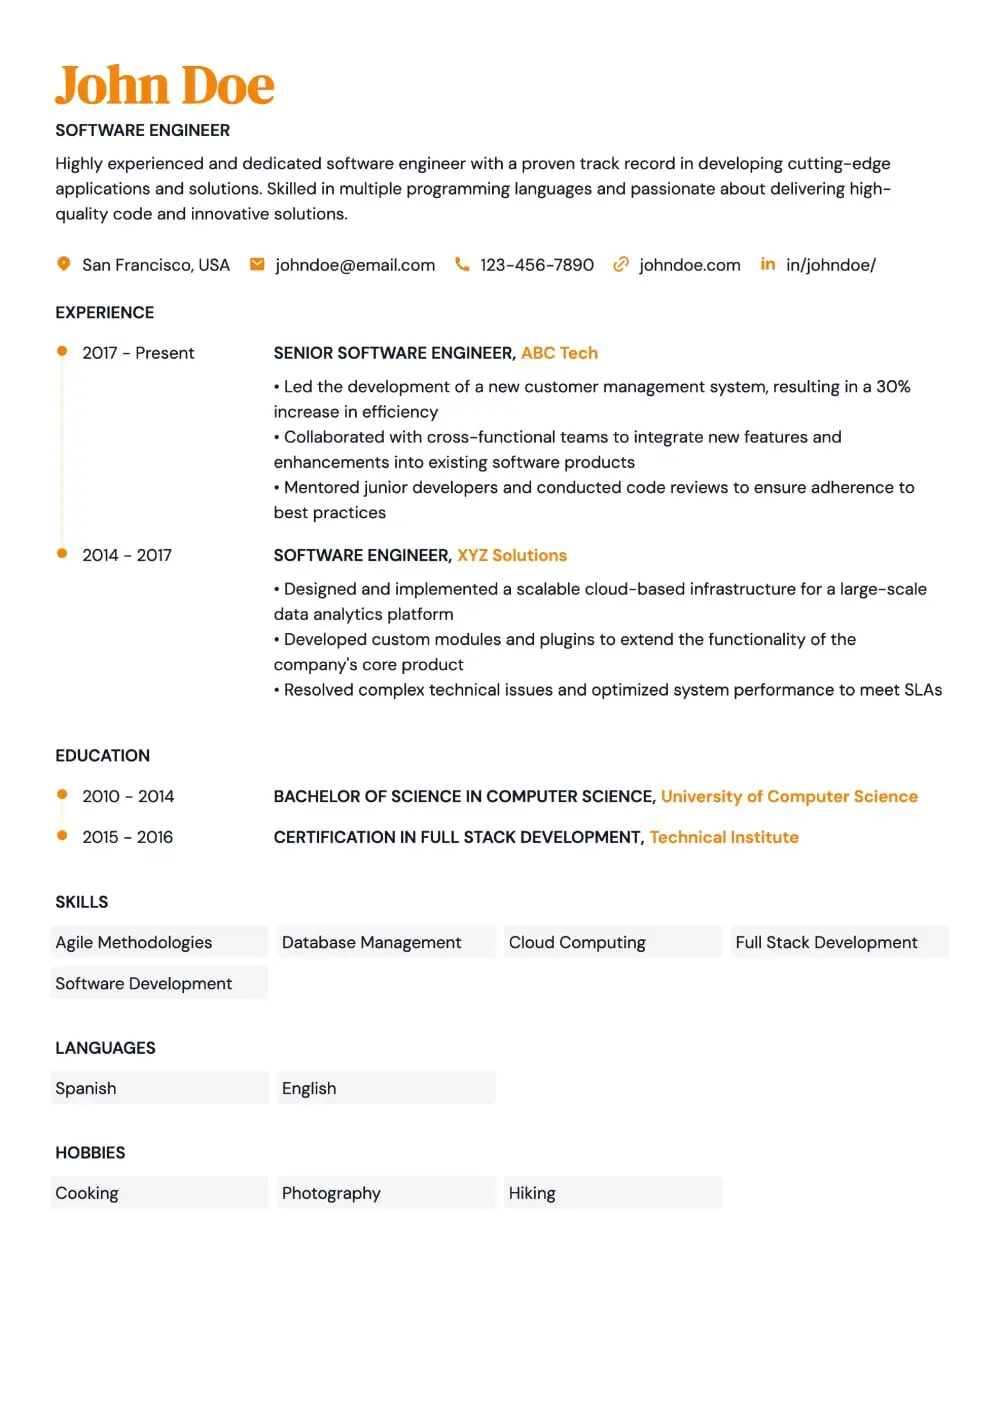 John Doe
SOFTWARE ENGINEER
Highly experienced and dedicated software engineer with a proven track record in developing cutting-edge
applications and solutions. Skilled in multiple programming languages and passionate about delivering high-
quality code and innovative solutions.
San Francisco, USA johndoe@email.com 123-456-7890 johndoe.com in in/johndoe/
EXPERIENCE
2017 - Present SENIOR SOFTWARE ENGINEER, ABC Tech
• Led the development of a new customer management system, resulting in a 30%
increase in efficiency
• Collaborated with cross-functional teams to integrate new features and
enhancements into existing software products
• Mentored junior developers and conducted code reviews to ensure adherence to
best practices
2014 - 2017 SOFTWARE ENGINEER, XYZ Solutions
• Designed and implemented a scalable cloud-based infrastructure for a large-scale
data analytics platform
• Developed custom modules and plugins to extend the functionality of the
company's core product
• Resolved complex technical issues and optimized system performance to meet SLAs
EDUCATION
2010 - 2014 BACHELOR OF SCIENCE IN COMPUTER SCIENCE, University of Computer Science
2015 - 2016 CERTIFICATION IN FULL STACK DEVELOPMENT, Technical Institute
SKILLS
Agile Methodologies Database Management Cloud Computing Full Stack Development
Software Development
LANGUAGES
Spanish English
HOBBIES
Cooking Photography Hiking